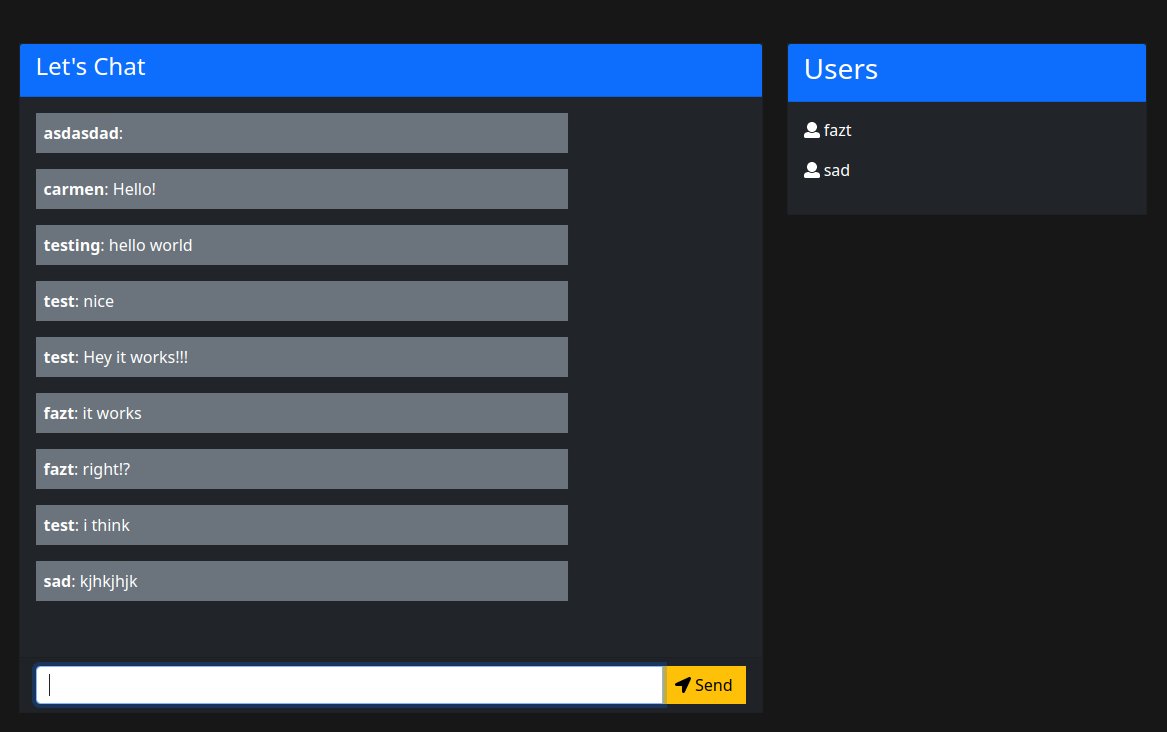 Let's Chat
asdasdad:
carmen: Hello!
testing: hello world
test: nice
test: Hey it works!!!
fazt: it works
fazt: right!?
test: i think
sad: kjhkjhjk
Send
Users
fazt
sad